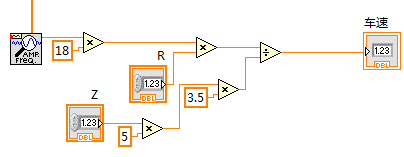 车速
18
R
1.23
AMP.
FREQ.
1.23
DBL
DBL
Z
3.5
1.23
5
DBL